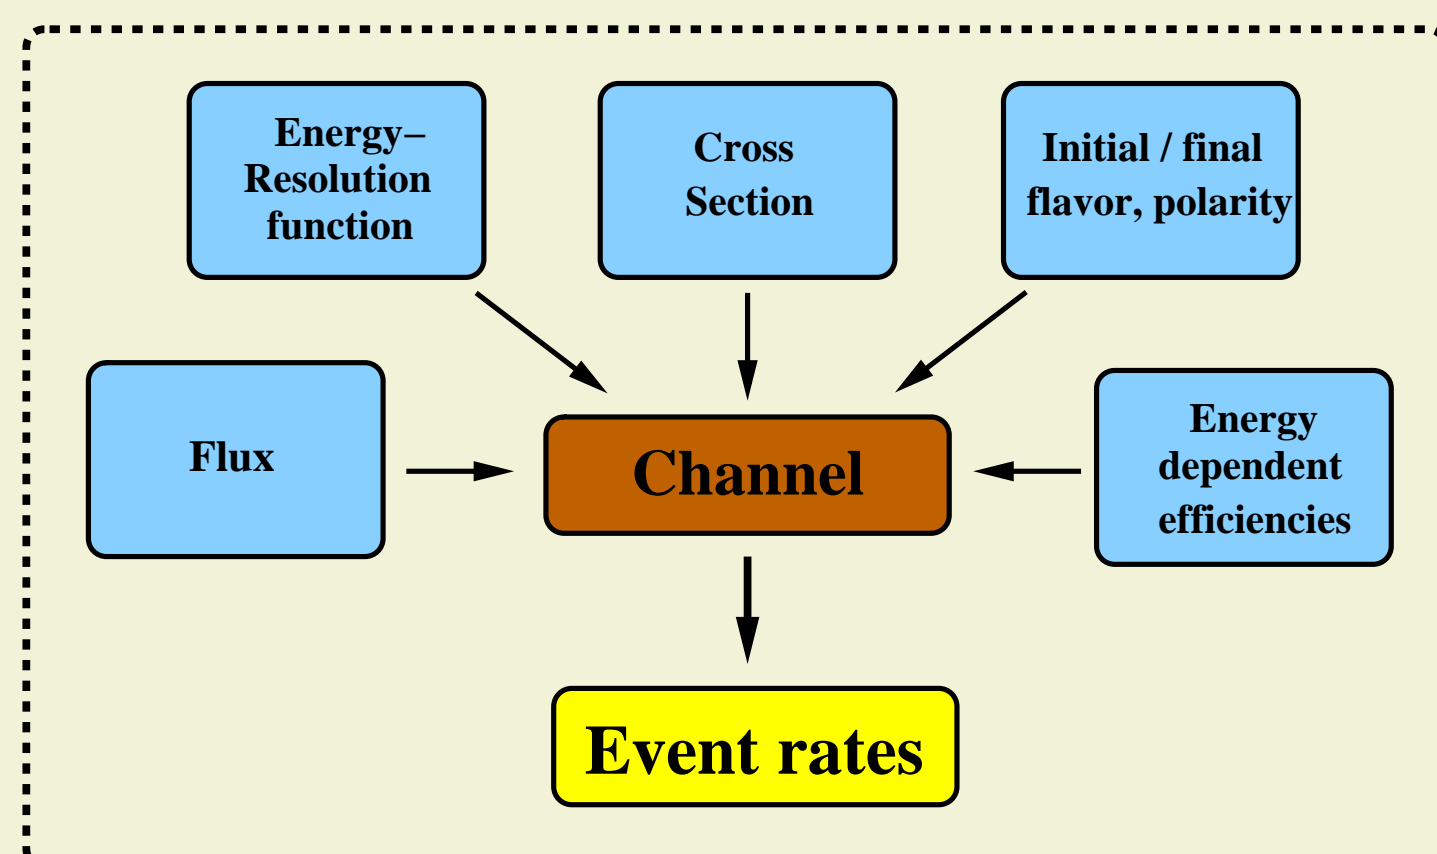 Energy–
Resolution
function
Cross
Section
Initial / final
flavor, polarity
Flux
Channel
Energy
dependent
efficiencies
Event rates